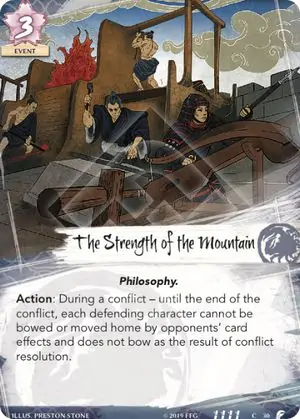 3
EVENT
The Strength of the Mountain
Philosophy.
Action: During a conflict – until the end of the
conflict, each defending character cannot be
bowed or moved home by opponents' card
effects and does not bow as the result of conflict
resolution.
ILLUS. PRESTON STONE
© 2019 FFG
C